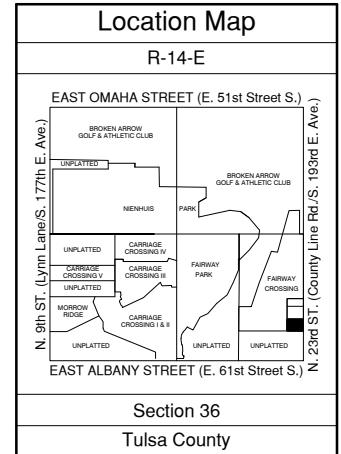 Location Map
R-14-E
EAST OMAHA STREET (E. 51st Street S.)
N. 9th ST. (Lynn Lane/S. 177th E. Ave.)
N. 23rd ST. (County Line Rd./S. 193rd E. Ave.)
BROKEN ARROW
GOLF & ATHLETIC CLUB
UNPLATTED
BROKEN ARROW
GOLF & ATHLETIC CLUB
NIENHUIS
PARK
UNPLATTED
CARRIAGE
CROSSING IV
CARRIAGE
CROSSING V
CARRIAGE
CROSSING III
FAIRWAY
PARK
FAIRWAY
CROSSING
UNPLATTED
MORROW
RIDGE
CARRIAGE
CROSSING I & II
UNPLATTED
UNPLATTED
UNPLATTED
EAST ALBANY STREET (E. 61st Street S.)
Section 36
Tulsa County